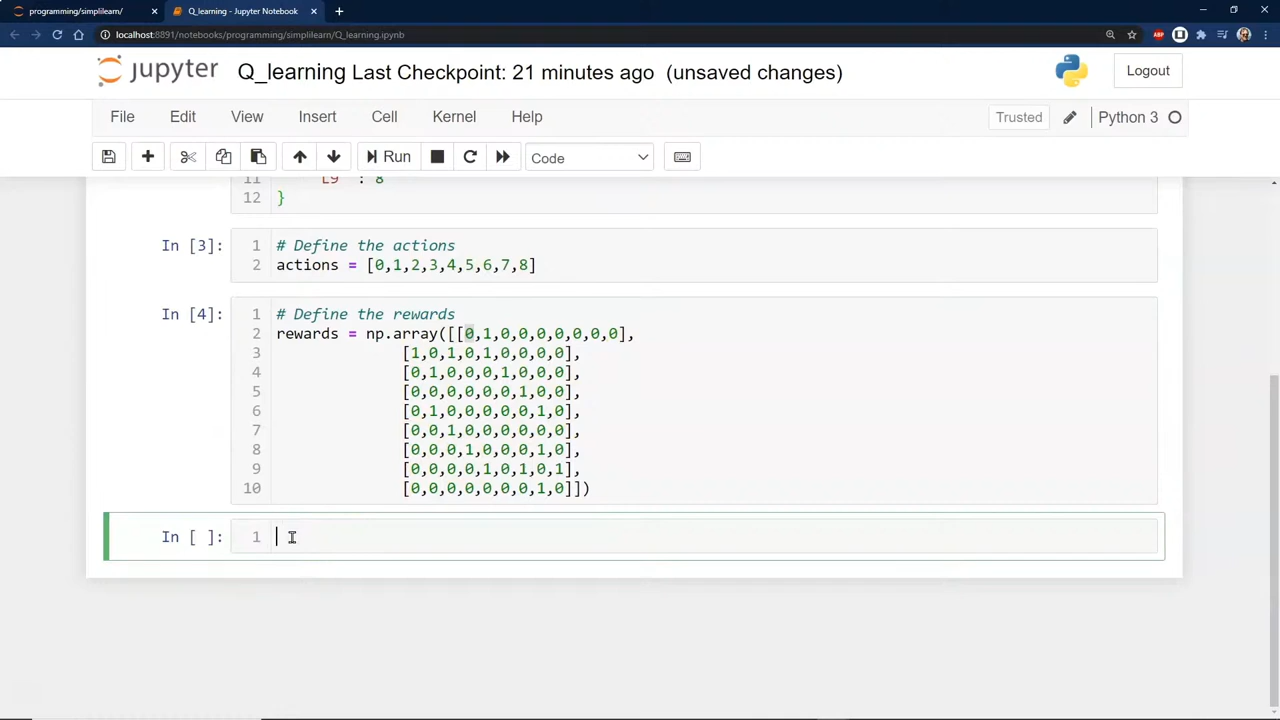 programming/simplilearn/
Q_learning - Jupyter Notebook
localhost:8891/notebooks/programming/simplilearn/Q_learning.ipynb
jupyter Q_learning Last Checkpoint: 21 minutes ago (unsaved changes) Logout
File Edit View Insert Cell Kernel Help Trusted Python 3
Run Code
11 L9 : 8
12 }
In [3]: 1 # Define the actions
2 actions = [0,1,2,3,4,5,6,7,8]
In [4]: 1 # Define the rewards
2 rewards = np.array([[0,1,0,0,0,0,0,0,0],
3 [1,0,1,0,1,0,0,0,0],
4 [0,1,0,0,0,1,0,0,0],
5 [0,0,0,0,0,0,1,0,0],
6 [0,1,0,0,0,0,0,1,0],
7 [0,0,1,0,0,0,0,0,0],
8 [0,0,0,1,0,0,0,1,0],
9 [0,0,0,0,1,0,1,0,1],
10 [0,0,0,0,0,0,0,1,0]])
In [ ]: 1